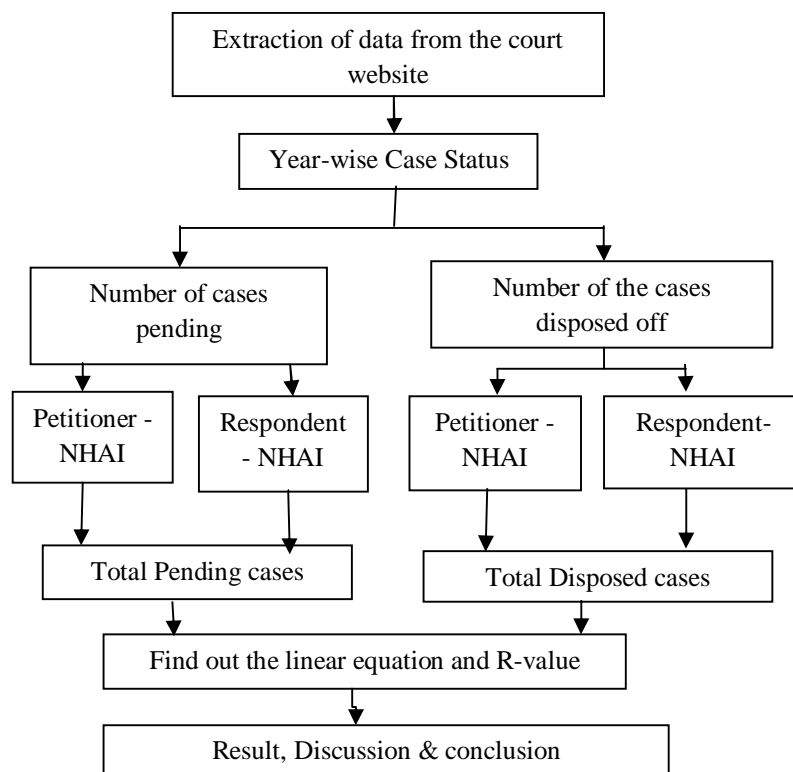 Extraction of data from the court
website
Year-wise Case Status
Number of cases
pending
Number of the cases
disposed off
Petitioner -
NHAI
Respondent
- NHAI
Petitioner -
NHAI
Respondent-
NHAI
Total Pending cases
Total Disposed cases
Find out the linear equation and R-value
Result, Discussion & conclusion